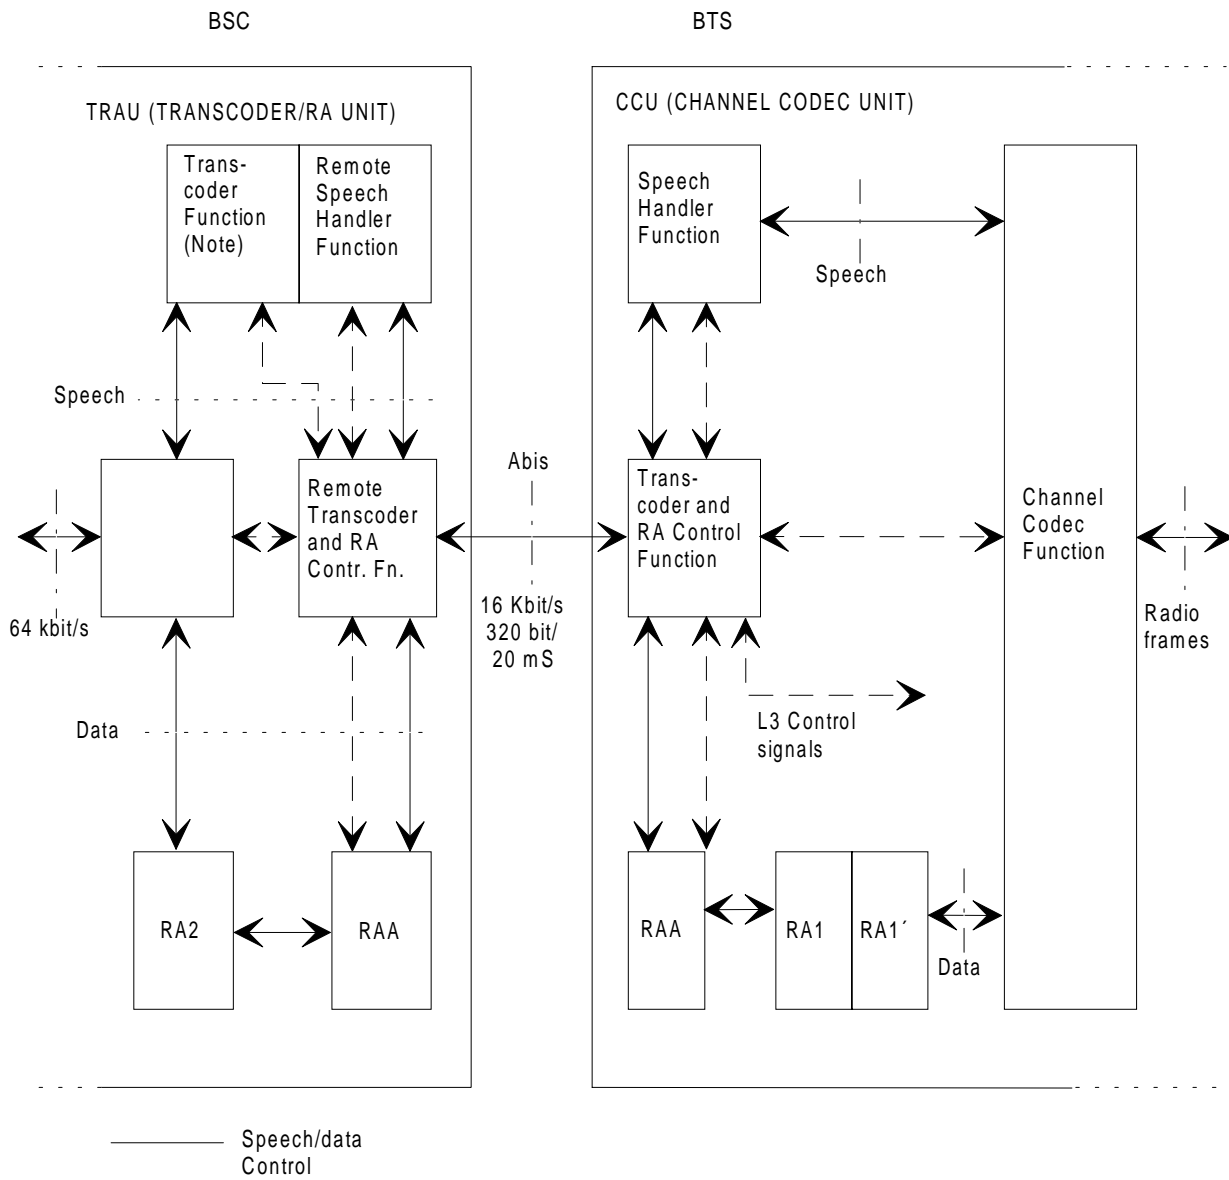 BSC
BTS
TRAU (TRANSCODER/RA UNIT)
CCU (CHANNEL CODEC UNIT)
Trans-
coder
Function
(Note)
Remote
Speech
Handler
Function
Speech
Handler
Function
Speech
Speech
Abis
Remote
Transcoder
and RA
Contr. Fn.
Trans-
coder and
RA Control
Function
Channel
Codec
Function
64 kbit/s
16 Kbit/s
320 bit/
20 mS
Radio
frames
Data
L3 Control
signals
RA2
RAA
RAA
RA1
RA1´
Data
Speech/data
Control